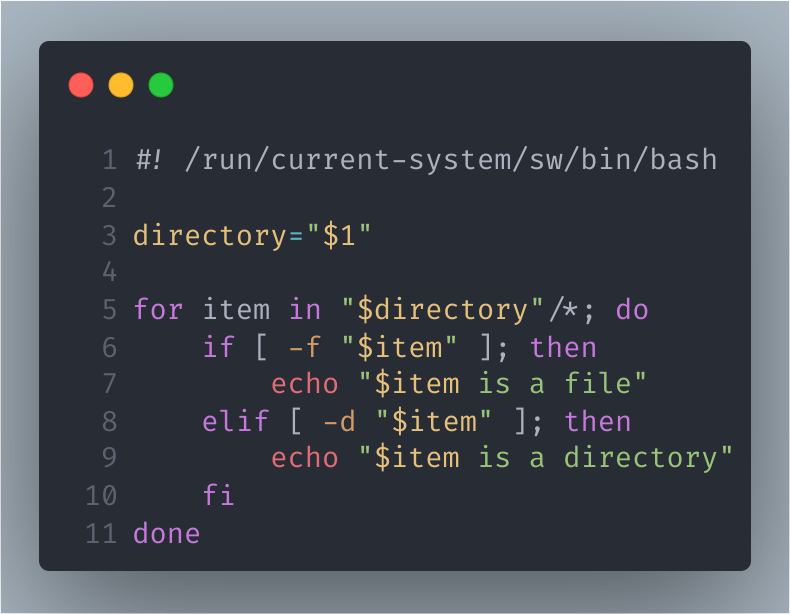 1 #! /run/current-system/sw/bin/bash
2
3 directory="$1"
4
5 for item in "$directory"/*; do
6     if [ -f "$item" ]; then
7         echo "$item is a file"
8     elif [ -d "$item" ]; then
9         echo "$item is a directory"
10     fi
11 done